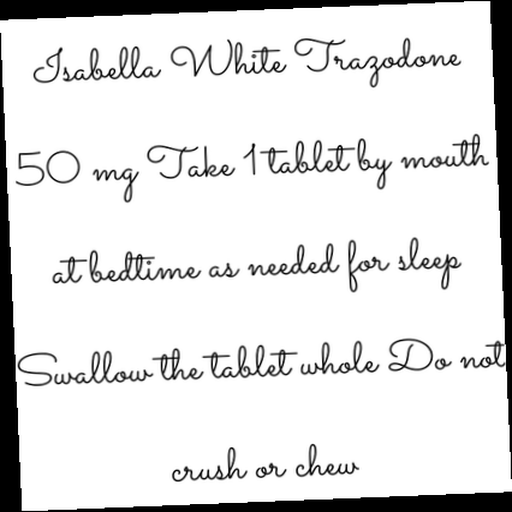 Isabella White Trazodone
50 mg Take 1 tablet by mouth
at bedtime as needed for sleep
Swallow the tablet whole Do not
crush or chew